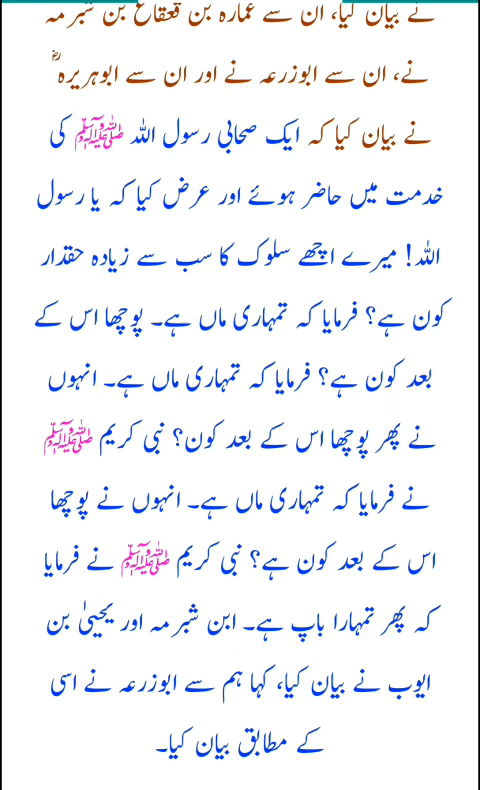 نے بیان کیا، ان سے عمارہ بن قعقاع بن شبر مہ
نے، ان سے ابوزرعہ نے اور ان سے ابوہریرہ ؓ
نے بیان کیا کہ ایک صحابی رسول اللہ ﷺ کی
خدمت میں حاضر ہوئے اور عرض کیا کہ یا رسول
اللہ! میرے اچھے سلوک کا سب سے زیادہ حقدار
کون ہے؟ فرمایا کہ تمہاری ماں ہے۔ پوچھا اس کے
بعد کون ہے؟ فرمایا کہ تمہاری ماں ہے۔ انہوں
نے پھر پوچھا اس کے بعد کون؟ نبی کریم ﷺ
نے فرمایا کہ تمہاری ماں ہے۔ انہوں نے پوچھا
اس کے بعد کون ہے؟ نبی کریم ﷺ نے فرمایا
کہ پھر تمہارا باپ ہے۔ ابن شبر مہ اور یحییٰ بن
ایوب نے بیان کیا، کہا ہم سے ابوزرعہ نے اسی
کے مطابق بیان کیا۔